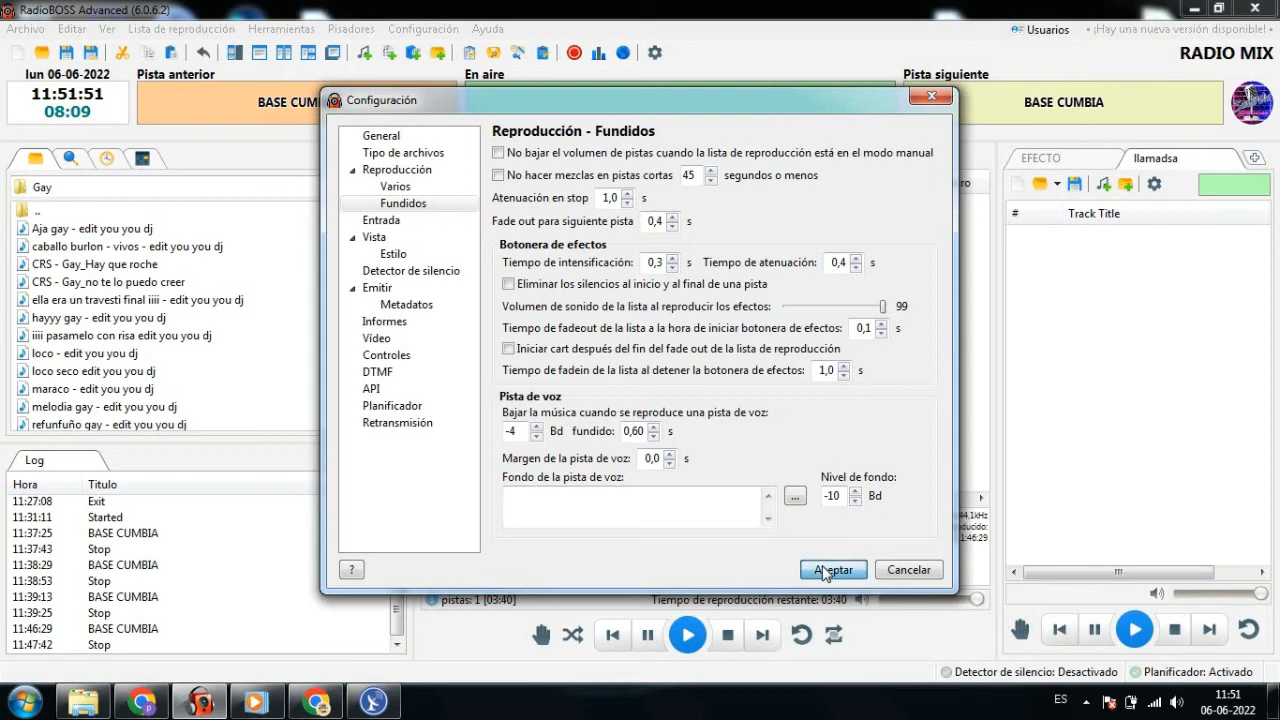 RadioBOSS Advanced (6.0.6.2)
Archivo Editar Ver Lista de reproducción Herramientas Pisadores Configuración Ayuda
Usuarios
¡Hay una nueva versión disponible!
RADIO MIX
lun 06-06-2022
11:51:51
08:09
Pista anterior
BASE CUM
En aire
Pista siguiente
BASE CUMBIA
Gay
..
Aja gay - edit you you dj
caballo burlon - vivos - edit you you dj
CRS - Gay_Hay que roche
CRS - Gay_no te lo puedo creer
ella era un travesti final iiii - edit you you dj
hayyy gay - edit you you dj
iiii pasamelo con risa edit you you dj
loco - edit you you dj
loco seco edit you you dj
maraco - edit you you dj
melodia gay - edit you you dj
refunfuño gay - edit you you dj
Log
Hora Titulo
11:27:08 Exit
11:31:11 Started
11:37:25 BASE CUMBIA
11:37:43 Stop
11:38:29 BASE CUMBIA
11:38:53 Stop
11:39:13 BASE CUMBIA
11:39:25 Stop
11:46:29 BASE CUMBIA
11:47:42 Stop
Configuración
General
Tipo de archivos
Reproducción
Varios
Fundidos
Entrada
Vista
Estilo
Detector de silencio
Emitir
Metadatos
Informes
Vídeo
Controles
DTMF
API
Planificador
Retransmisión
Reproducción - Fundidos
No bajar el volumen de pistas cuando la lista de reproducción está en el modo manual
No hacer mezclas en pistas cortas 45 segundos o menos
Atenuación en stop 1,0 s
Fade out para siguiente pista 0,4 s
Botonera de efectos
Tiempo de intensificación: 0,3 s Tiempo de atenuación: 0,4 s
Eliminar los silencios al inicio y al final de una pista
Volumen de sonido de la lista al reproducir los efectos: 99
Tiempo de fadeout de la lista a la hora de iniciar botonera de efectos: 0,1 s
Iniciar cart después del fin del fade out de la lista de reproducción
Tiempo de fadein de la lista al detener la botonera de efectos: 1,0 s
Pista de voz
Bajar la música cuando se reproduce una pista de voz:
-4 Bd fundido: 0,60 s
Margen de la pista de voz: 0,0 s
Fondo de la pista de voz:
...
Nivel de fondo:
-10 Bd
?
Aceptar
Cancelar
ro
44.1kHz
ducido:
1:46:29
pistas: 1 [03:40]
Tiempo de reproducción restante: 03:40
EFECTO
llamadsa
# Track Title
Detector de silencio: Desactivado
Planificador: Activado
ES
11:51
06-06-2022